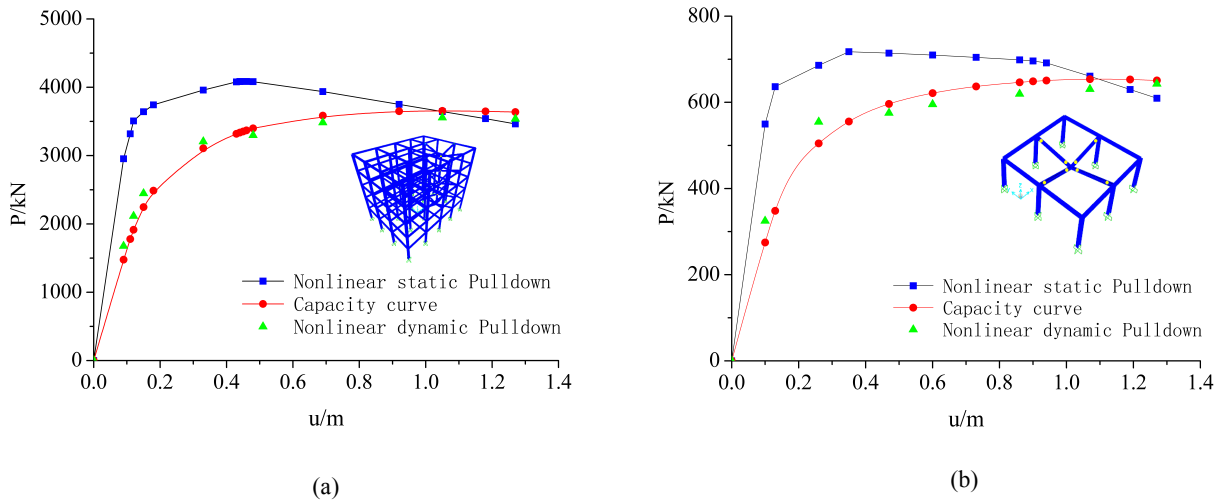 5000
4000
3000
2000
1000
0
P/kN
0.0 0.2 0.4 0.6 0.8 1.0 1.2 1.4
u/m
Nonlinear static Pulldown
Capacity curve
Nonlinear dynamic Pulldown
(a)
800
600
400
200
0
P/kN
0.0 0.2 0.4 0.6 0.8 1.0 1.2 1.4
u/m
Nonlinear static Pulldown
Capacity curve
Nonlinear dynamic Pulldown
(b)